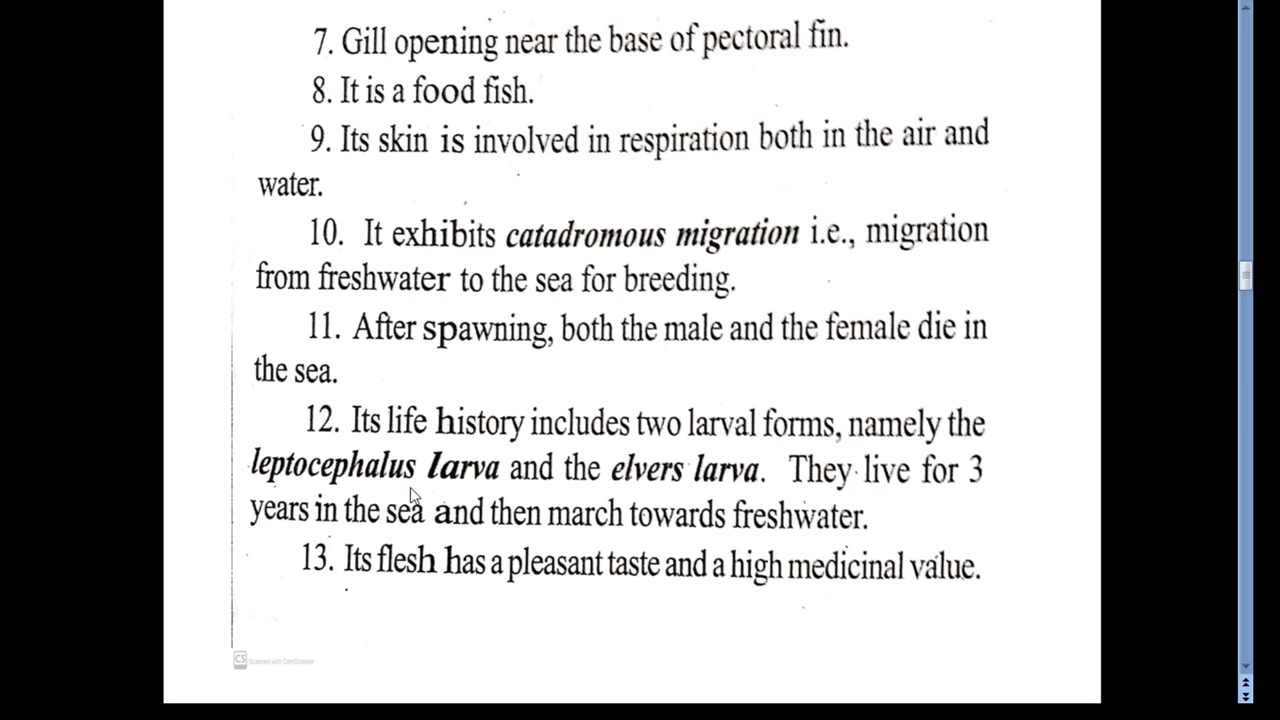 7. Gill opening near the base of pectoral fin.
8. It is a food fish.
9. Its skin is involved in respiration both in the air and
water.
10. It exhibits catadromous migration i.e., migration
from freshwater to the sea for breeding.
11. After spawning, both the male and the female die in
the sea.
12. Its life history includes two larval forms, namely the
leptocephalus larva and the elvers larva. They live for 3
years in the sea and then march towards freshwater.
13. Its flesh has a pleasant taste and a high medicinal value.
CS Scanned with CamScanner